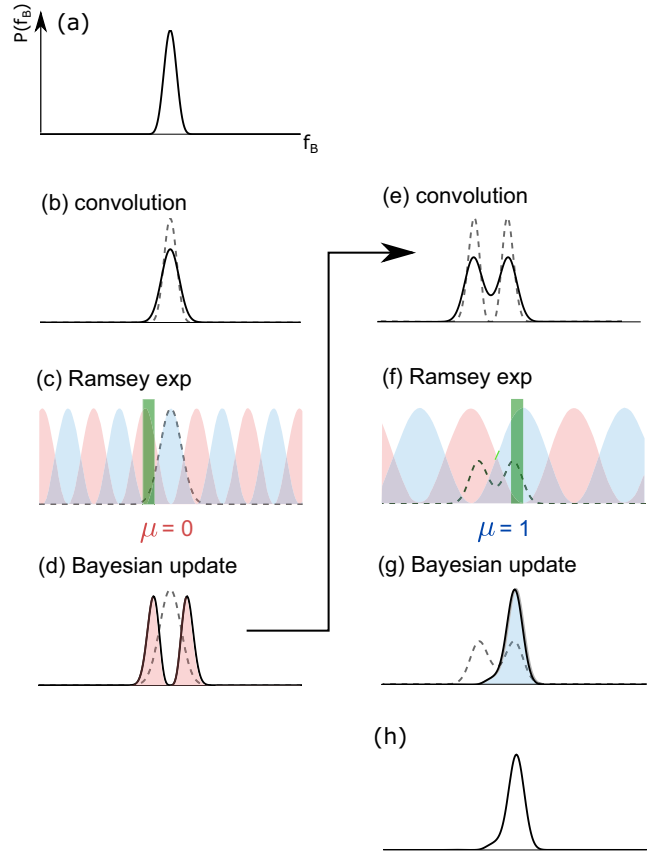 (a)
P(f_B)
f_B
(b) convolution
(c) Ramsey exp
μ = 0
(d) Bayesian update
(e) convolution
(f) Ramsey exp
μ = 1
(g) Bayesian update
(h)